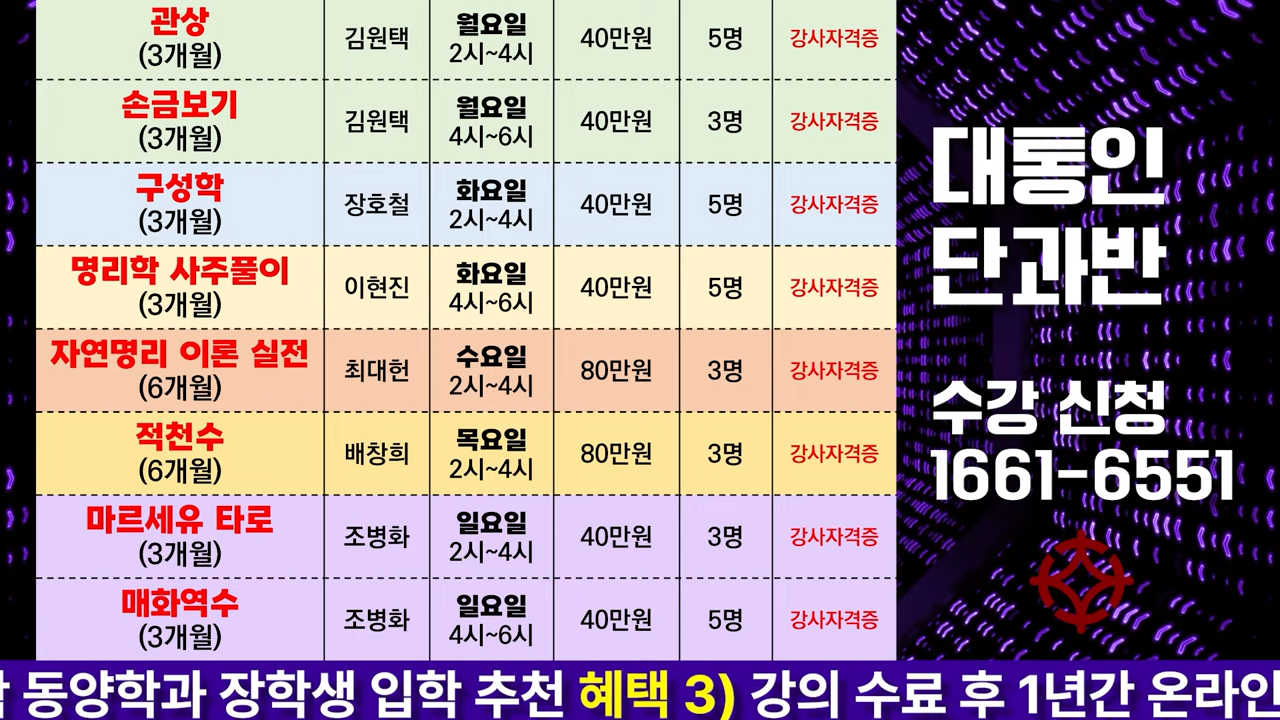 관상
(3개월)
김원택
월요일
2시~4시
40만원
5명
강사자격증
손금보기
(3개월)
김원택
월요일
4시~6시
40만원
3명
강사자격증
구성학
(3개월)
장호철
화요일
2시~4시
40만원
5명
강사자격증
명리학 사주풀이
(3개월)
이현진
화요일
4시~6시
40만원
5명
강사자격증
자연명리 이론 실전
(6개월)
최대헌
수요일
2시~4시
80만원
3명
강사자격증
적천수
(6개월)
배창희
목요일
2시~4시
80만원
3명
강사자격증
마르세유 타로
(3개월)
조병화
일요일
2시~4시
40만원
3명
강사자격증
매화역수
(3개월)
조병화
일요일
4시~6시
40만원
5명
강사자격증
대통인
단과반
수강 신청
1661-6551
동양학과 장학생 입학 추천 혜택 3) 강의 수료 후 1년간 온라인